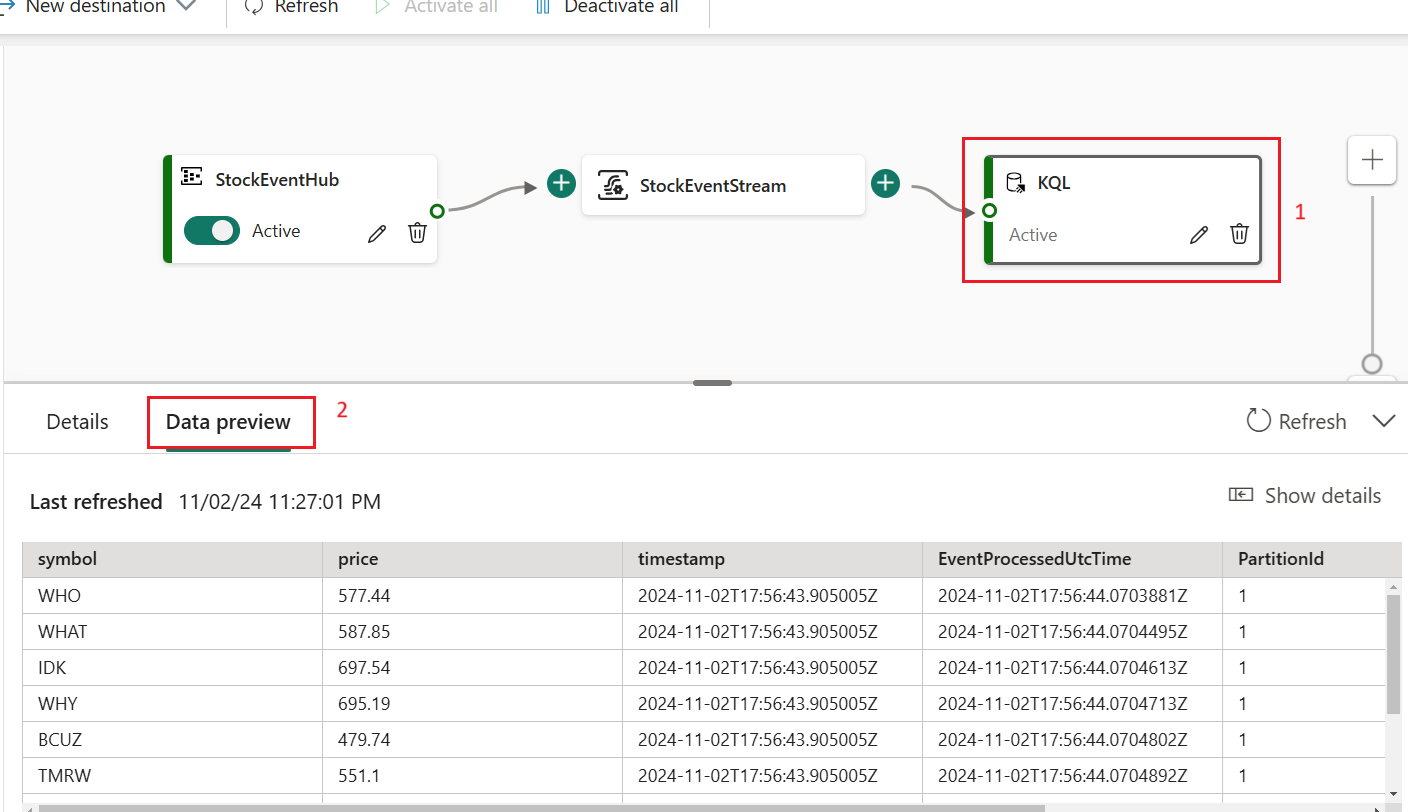 New destination Refresh Activate all Deactivate all
StockEventHub
Active
StockEventStream
KQL
Active
1
Details Data preview 2 Refresh
Last refreshed 11/02/24 11:27:01 PM Show details
symbol price timestamp EventProcessedUtcTime PartitionId
WHO 577.44 2024-11-02T17:56:43.905005Z 2024-11-02T17:56:44.0703881Z 1
WHAT 587.85 2024-11-02T17:56:43.905005Z 2024-11-02T17:56:44.0704495Z 1
IDK 697.54 2024-11-02T17:56:43.905005Z 2024-11-02T17:56:44.0704613Z 1
WHY 695.19 2024-11-02T17:56:43.905005Z 2024-11-02T17:56:44.0704713Z 1
BCUZ 479.74 2024-11-02T17:56:43.905005Z 2024-11-02T17:56:44.0704802Z 1
TMRW 551.1 2024-11-02T17:56:43.905005Z 2024-11-02T17:56:44.0704892Z 1